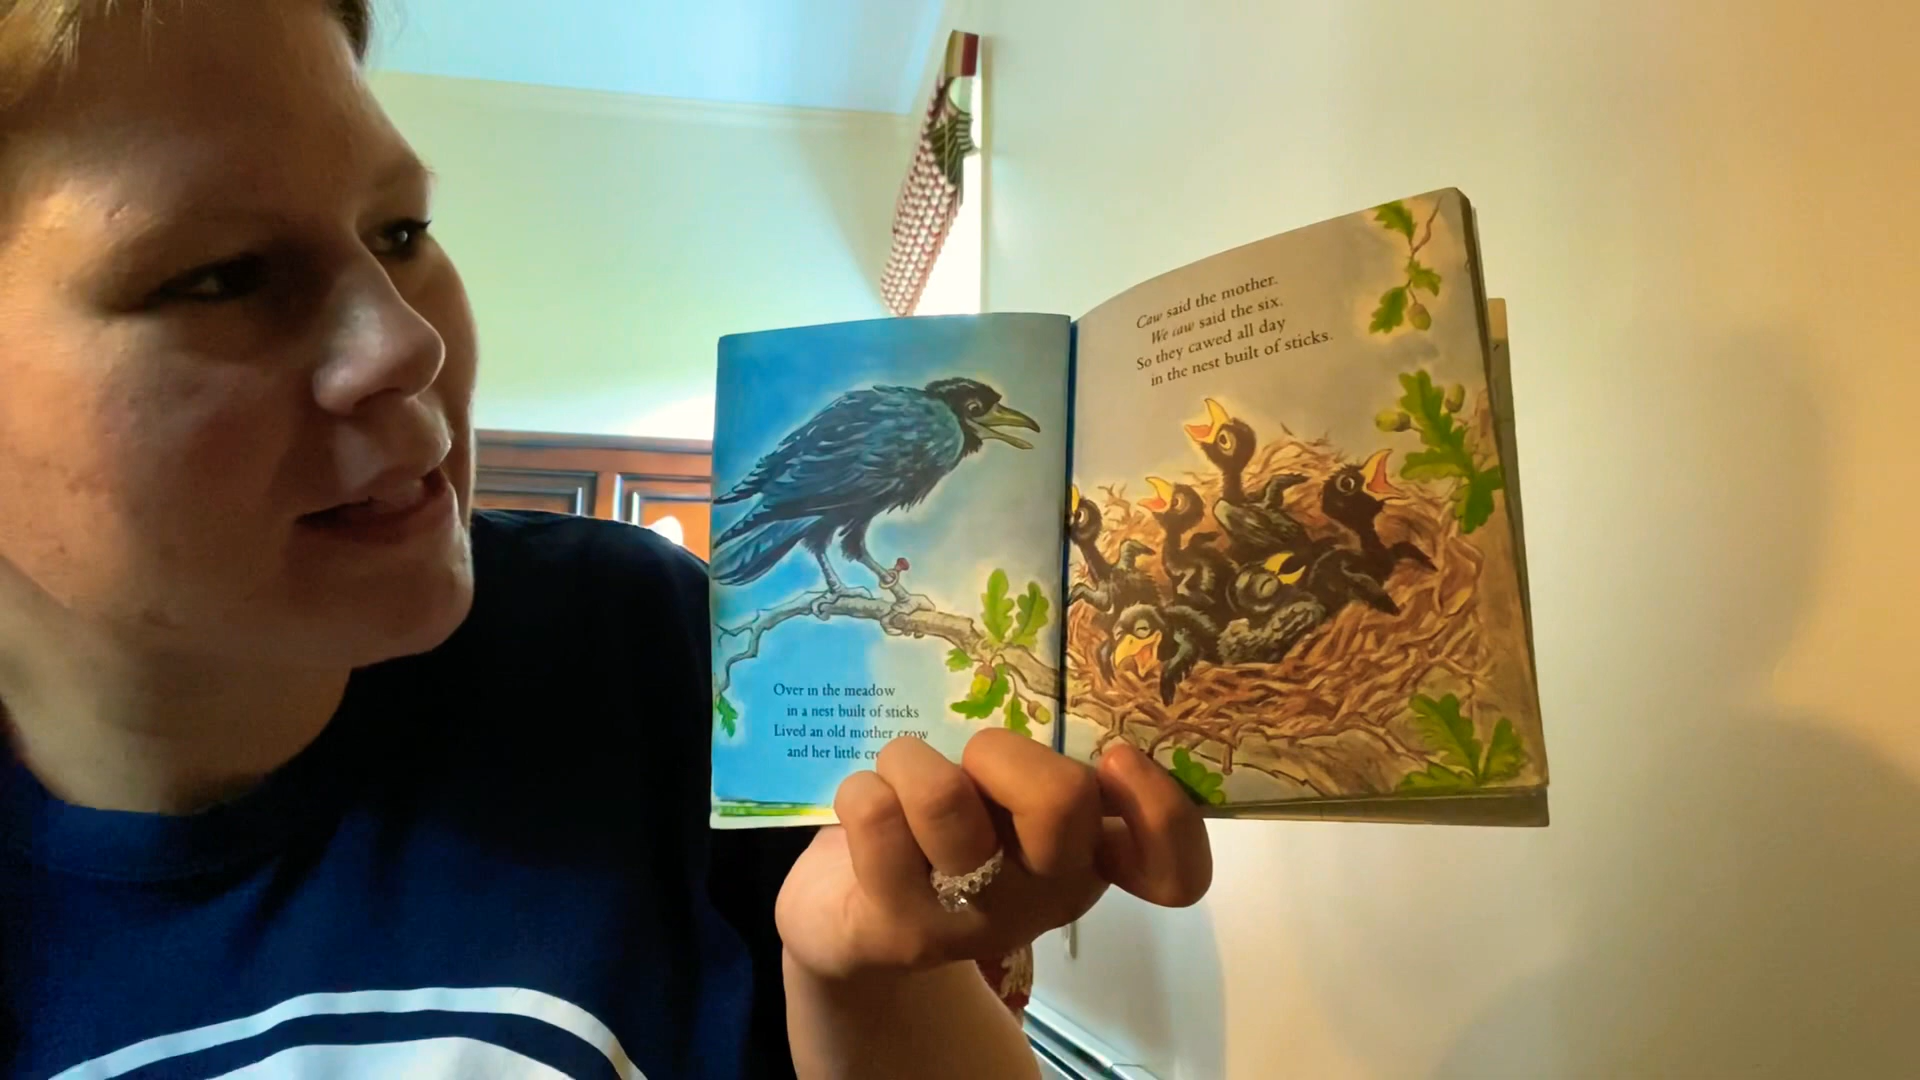 Over in the meadow
in a nest built of sticks
Lived an old mother crow
and her little
Caw said the mother.
We caw said the six.
So they cawed all day
in the nest built of sticks.